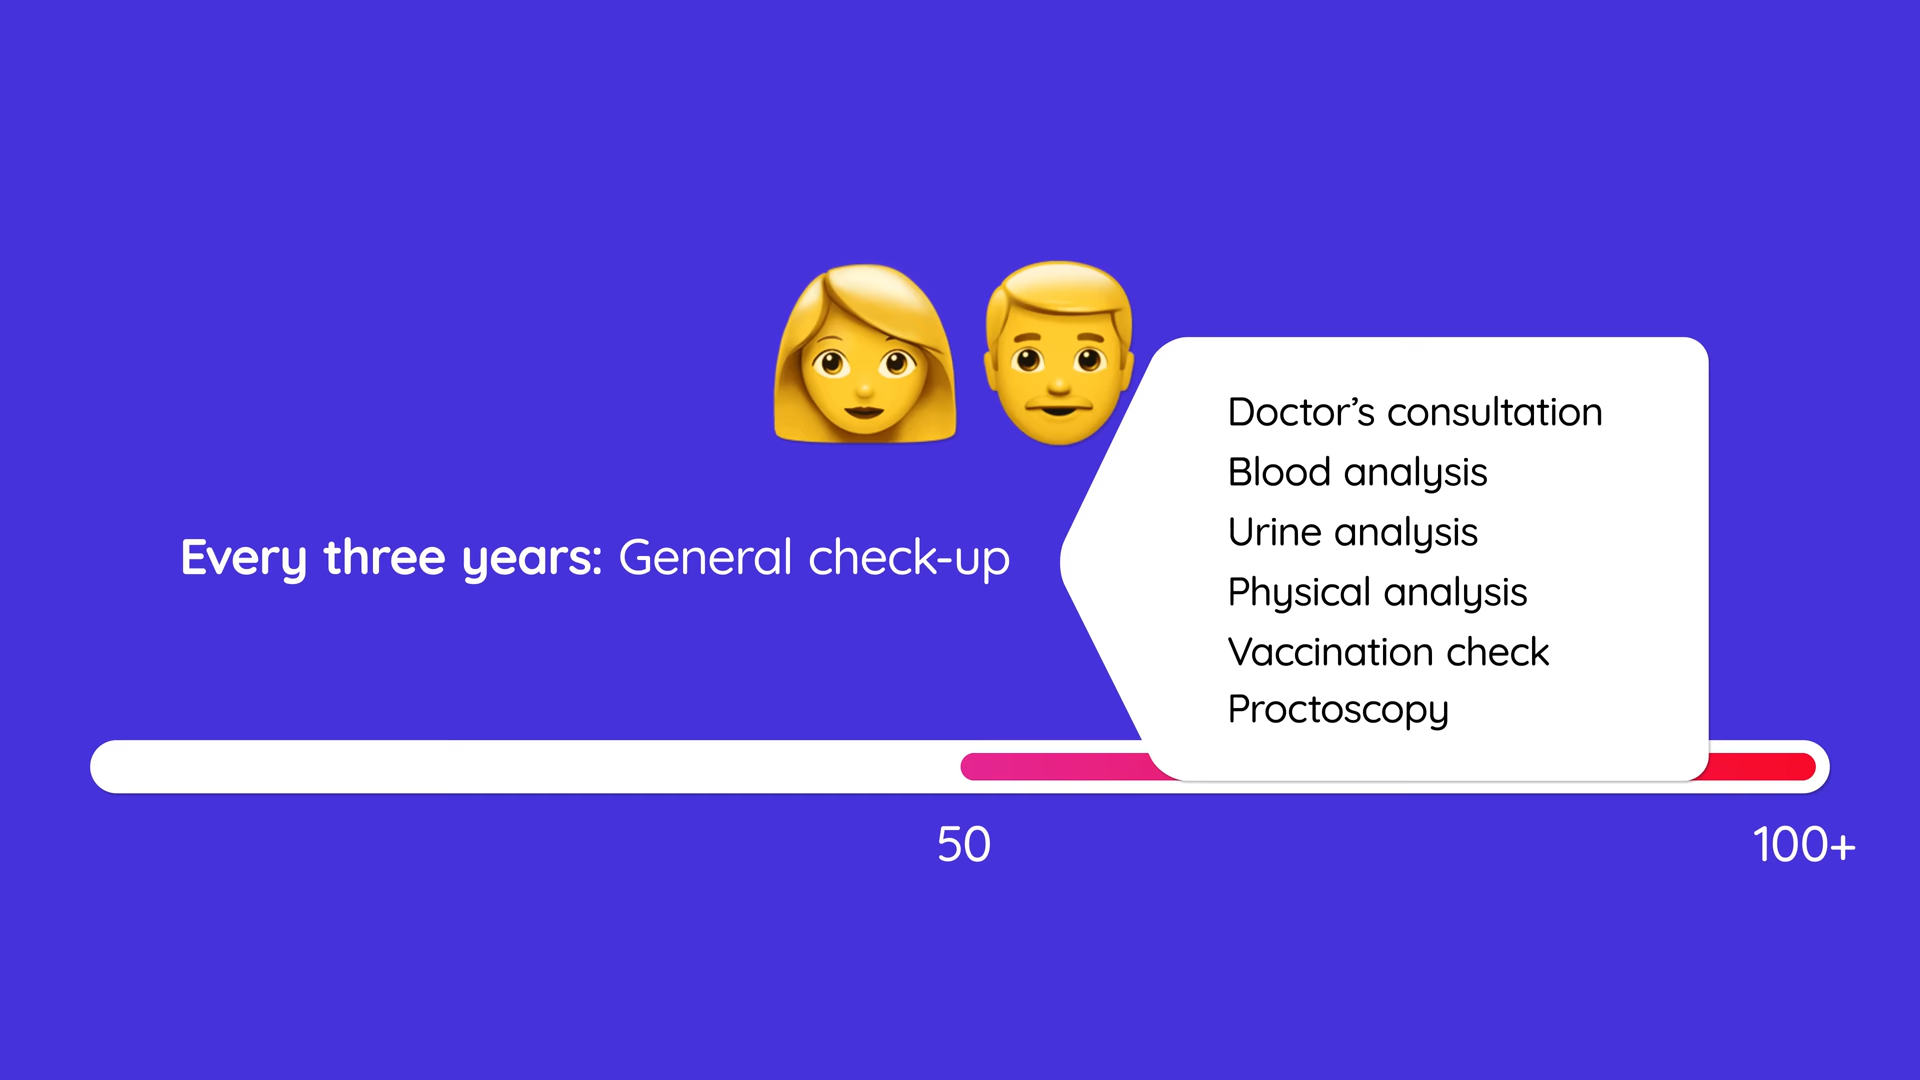 Every three years: General check-up
Doctor’s consultation
Blood analysis
Urine analysis
Physical analysis
Vaccination check
Proctoscopy
50
100+